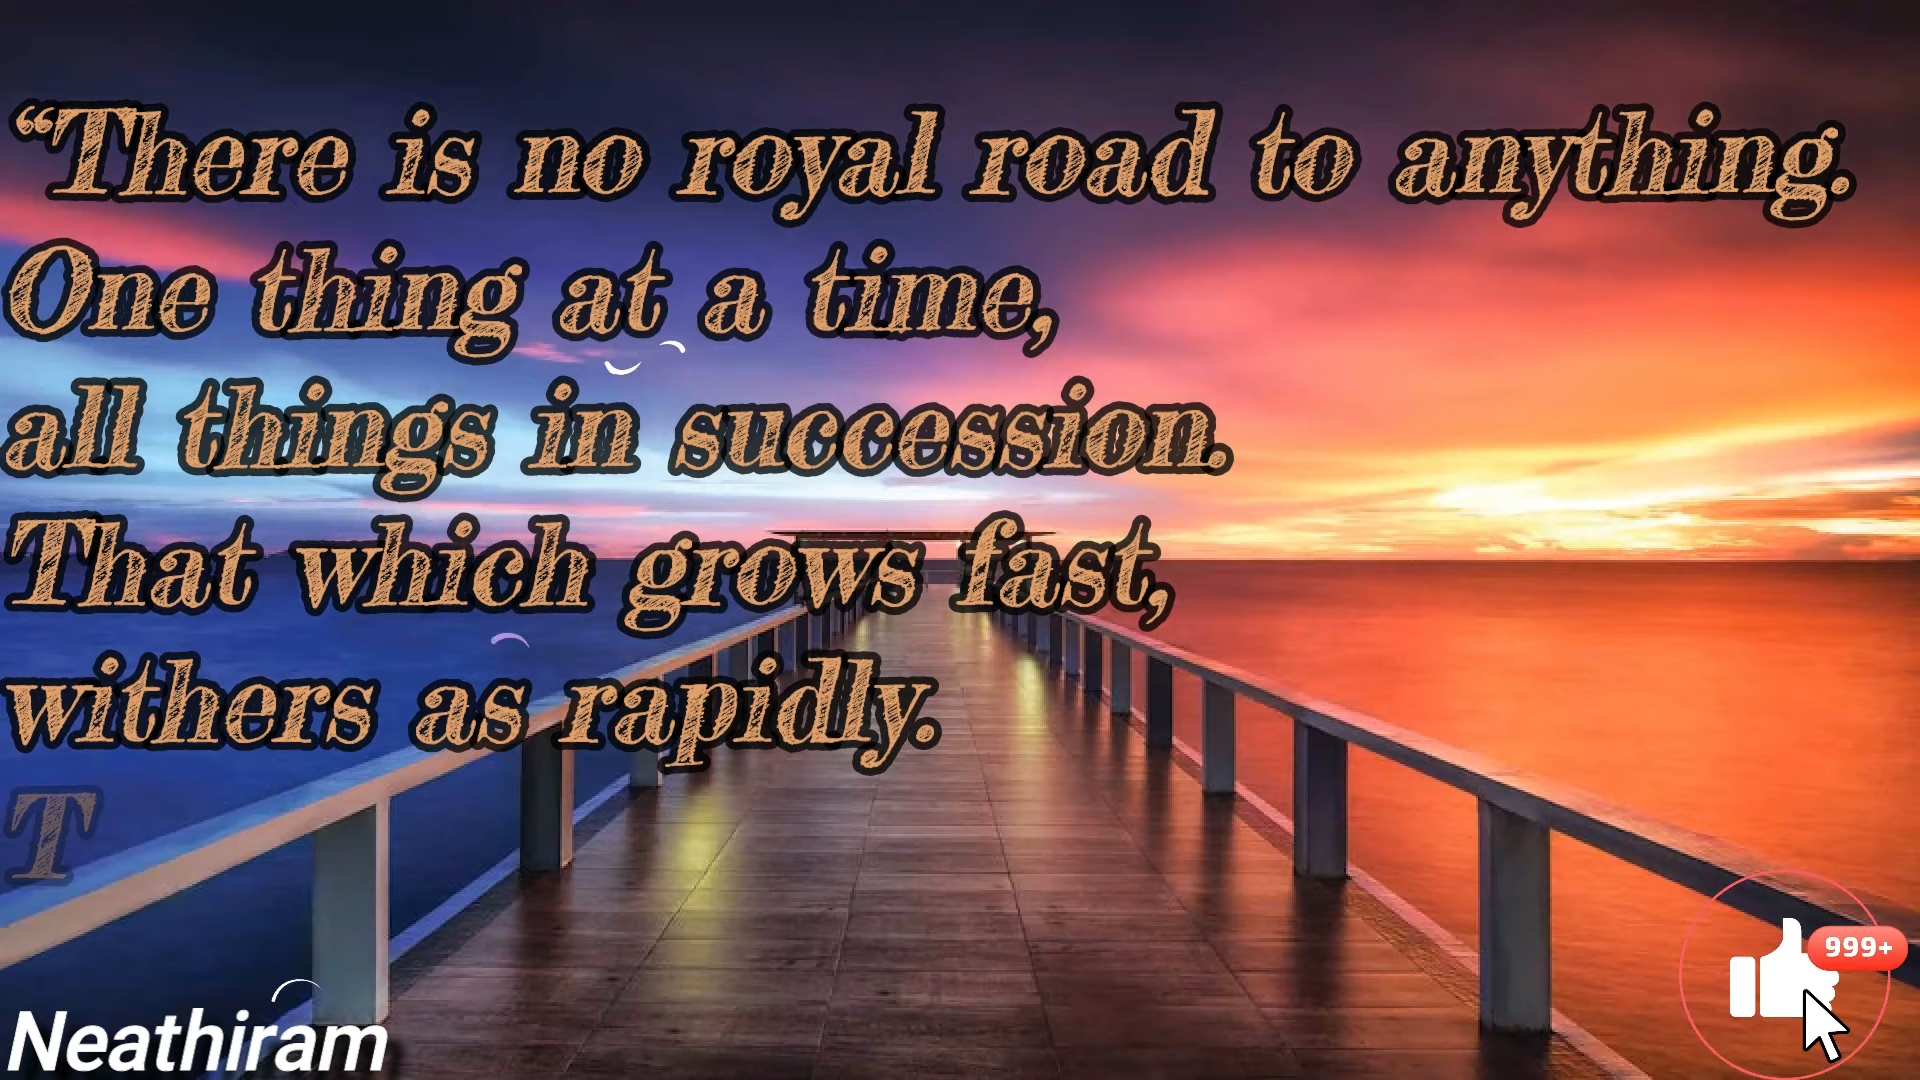 “There is no royal road to anything.
One thing at a time,
all things in succession.
That which grows fast,
withers as rapidly.
T
Neathiram
999+